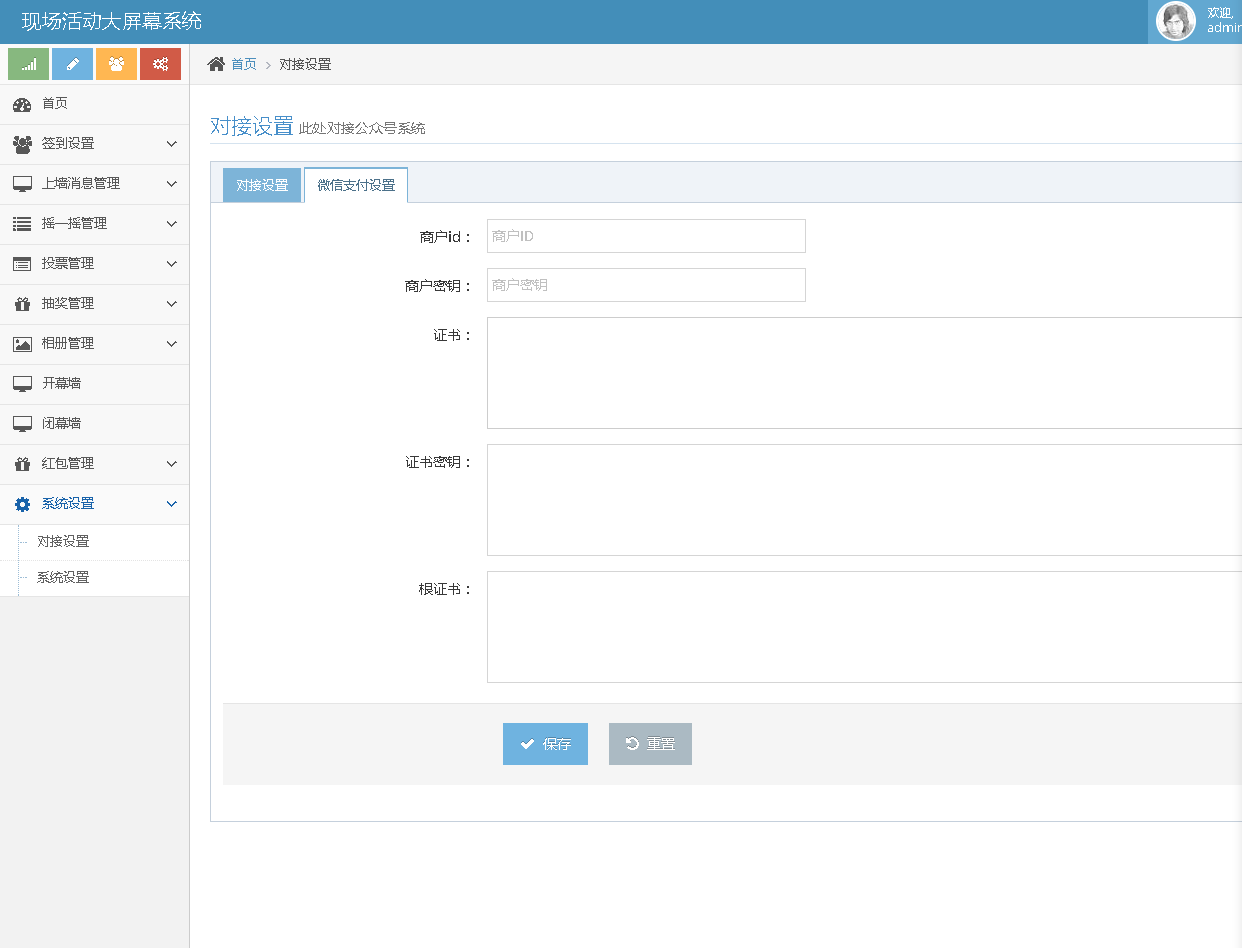 现场活动大屏幕系统
欢迎,
admin
首页 > 对接设置
首页
签到设置
上墙消息管理
摇一摇管理
投票管理
抽奖管理
相册管理
开幕墙
闭幕墙
红包管理
系统设置
对接设置
系统设置
对接设置 此处对接公众号系统
对接设置 微信支付设置
商户id： 商户ID
商户密钥： 商户密钥
证书：
证书密钥：
根证书：
保存 重置